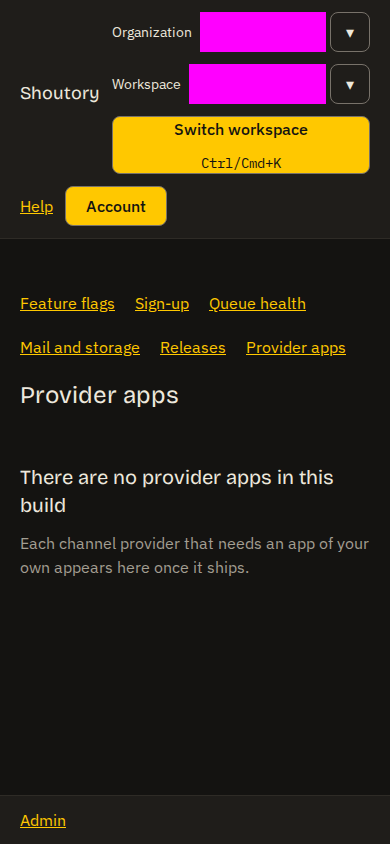 Organization ▼
Shoutory
Workspace ▼
Switch workspace
Ctrl/Cmd+K
Help Account
Feature flags Sign-up Queue health
Mail and storage Releases Provider apps
Provider apps
There are no provider apps in this
build
Each channel provider that needs an app of your
own appears here once it ships.
Admin